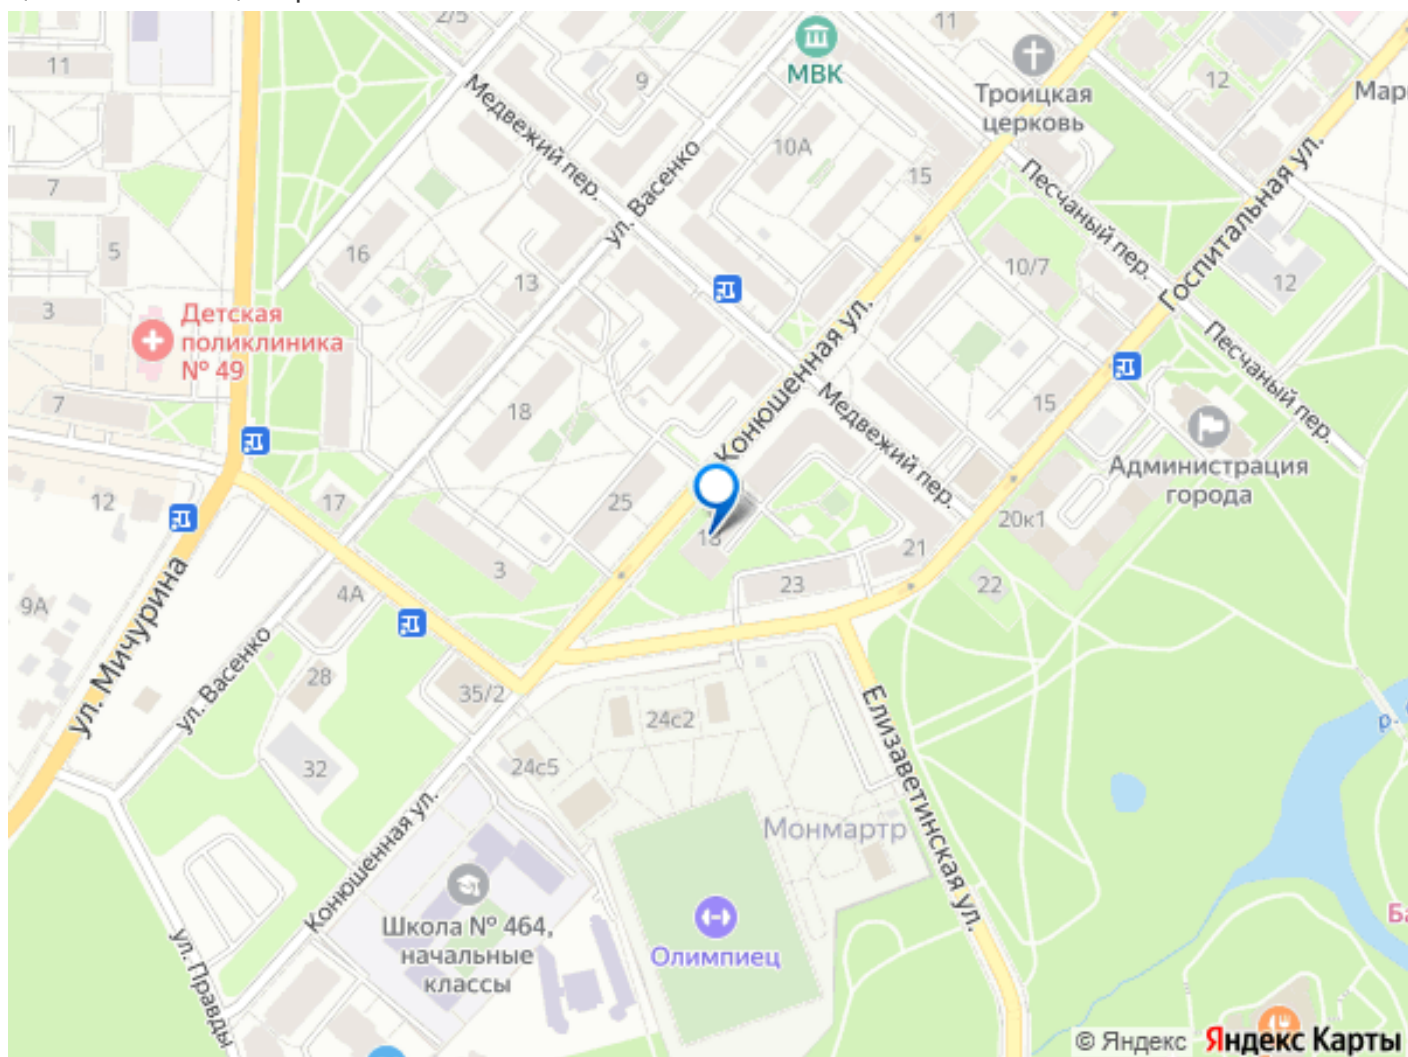 2/5
11
МВК
Троицкая
церковь
12
Мар
11
9
Медвежий пер.
10А
ул. Васенко
15
Песчаный пер.
Госпитальная ул.
7
5
16
13
10/7
12
3
Детская
поликлиника
№ 49
Конюшенная ул.
Песчаный пер.
7
18
15
Медвежий пер.
Администрация
города
12
17
25
20к1
ул. Мичурина
3
21
9А
4А
23
22
ул. Васенко
28
35/2
24с2
Елизаветинская ул.
р.
32
24с5
Конюшенная ул.
Монмартр
Школа № 464,
начальные
классы
Олимпиец
Ба
ул. Правды
© Яндекс Яндекс Карты